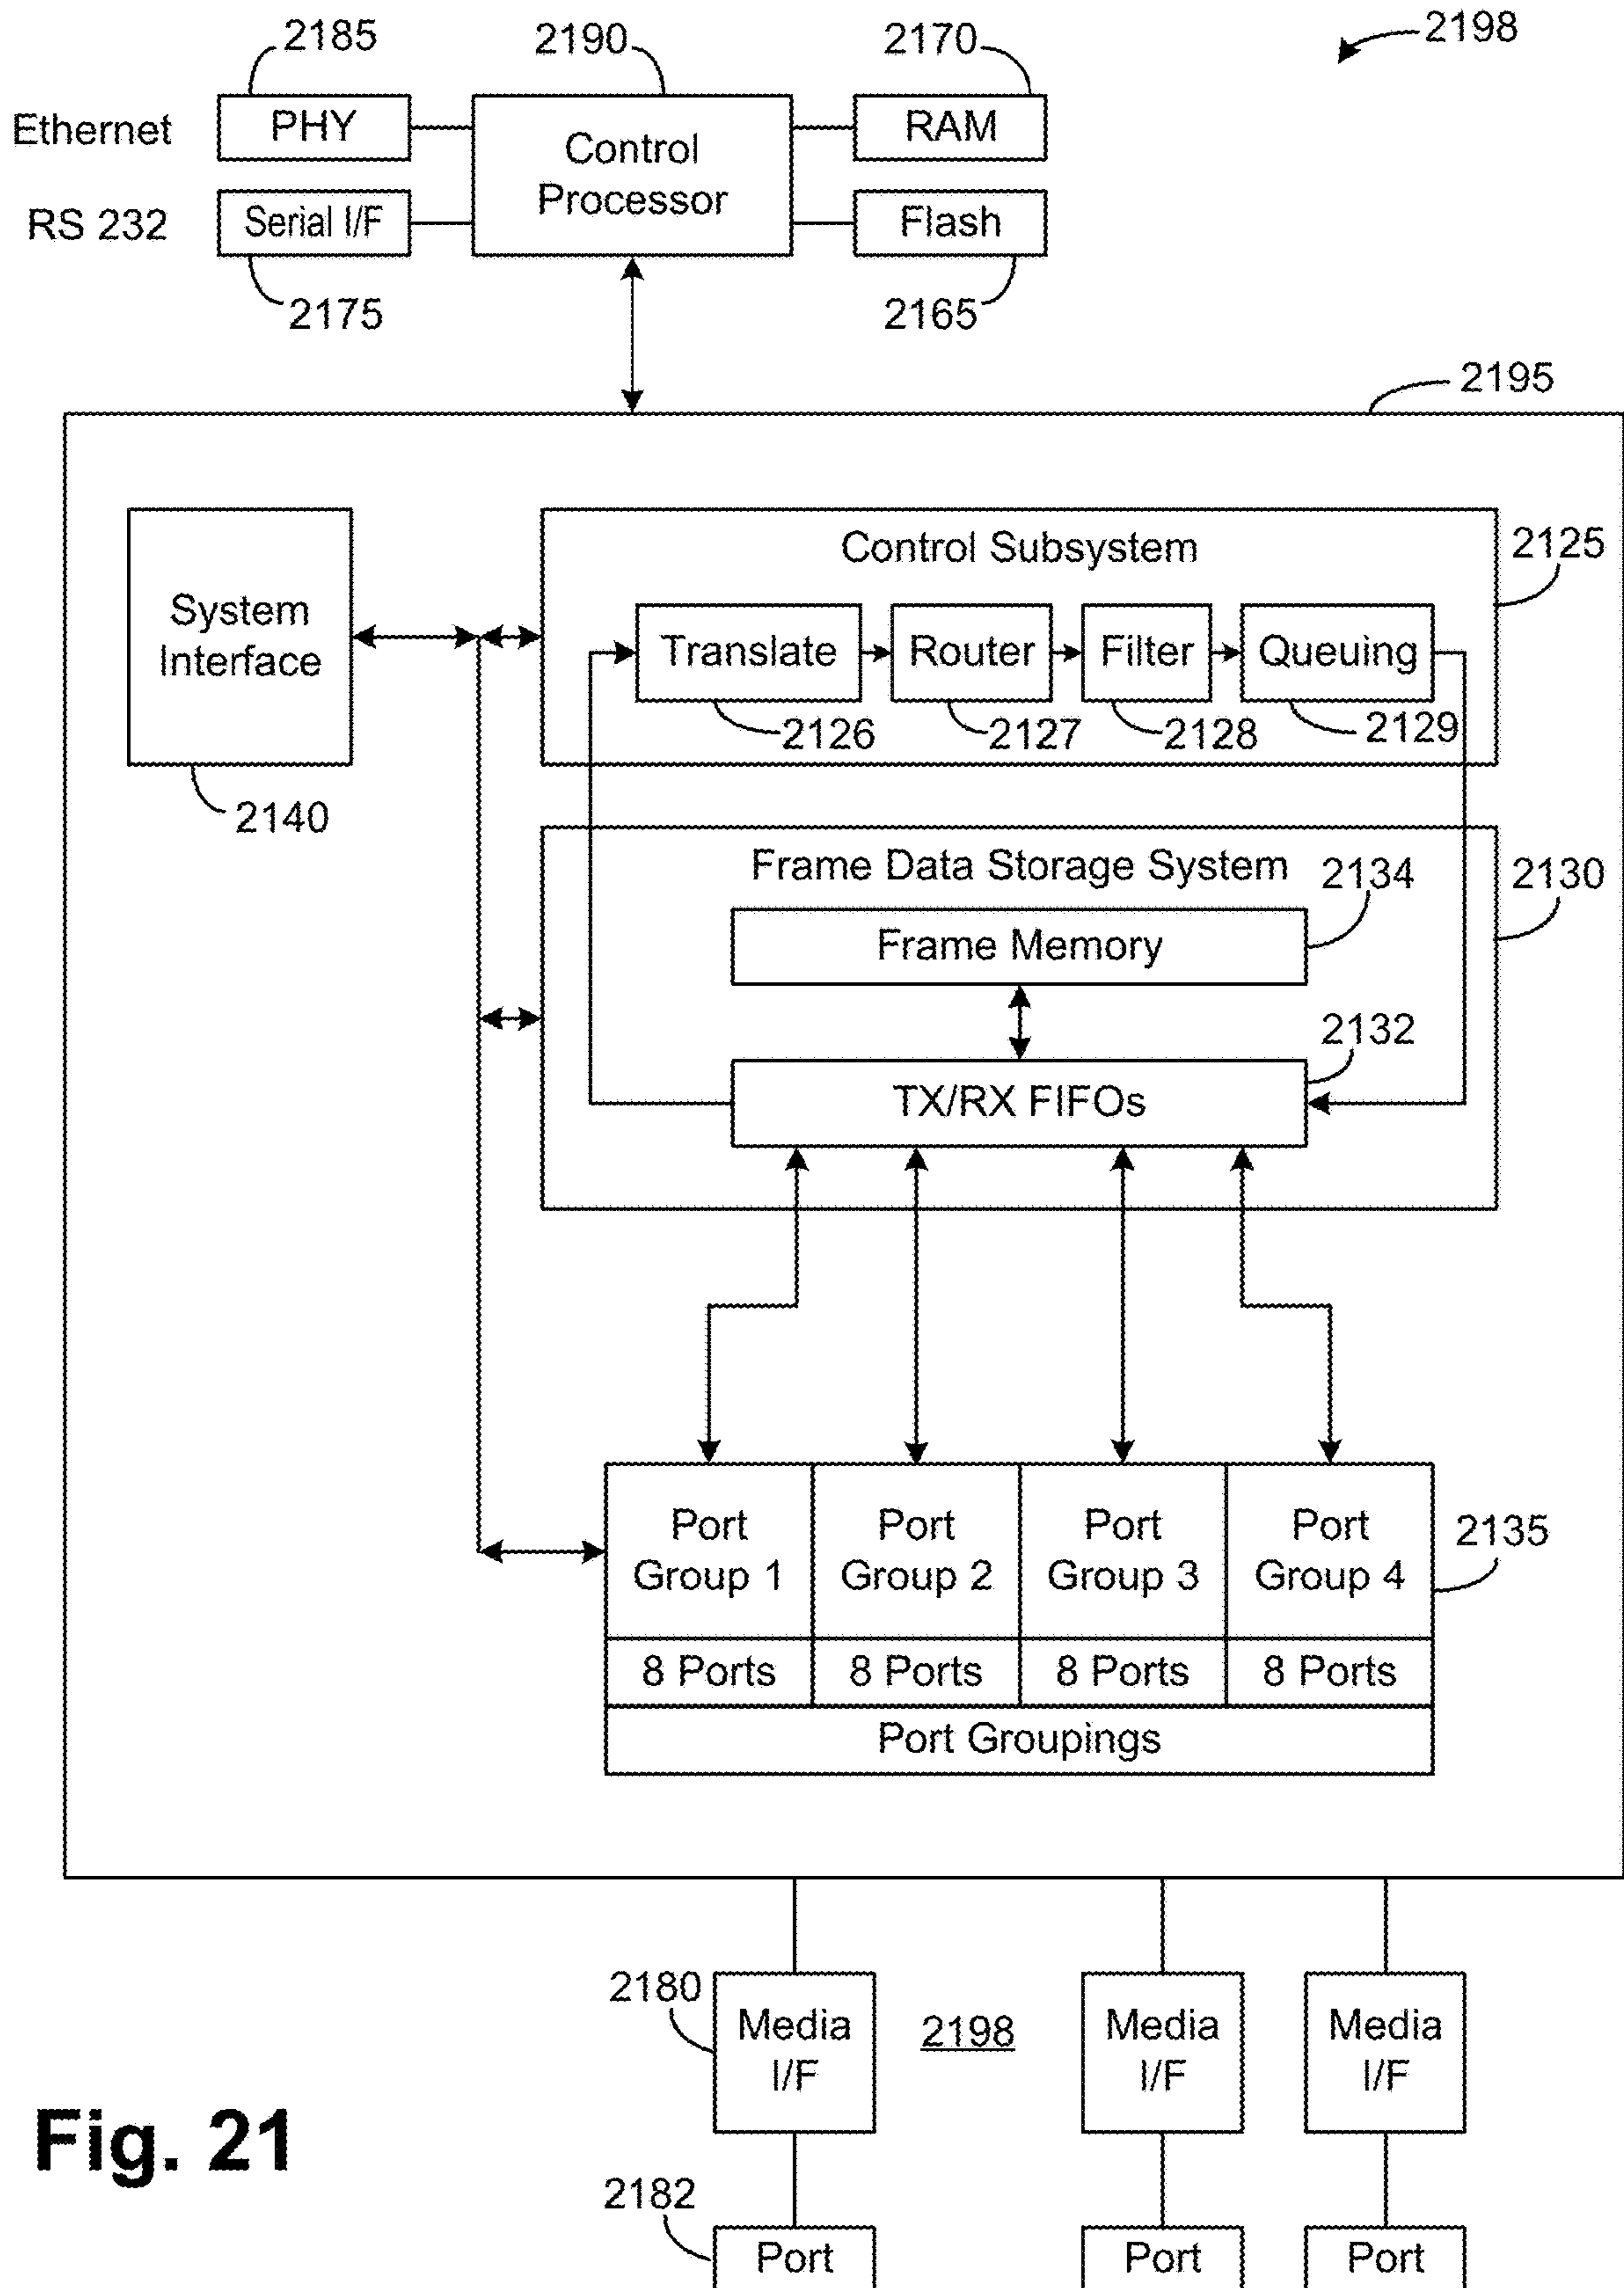 2185
2190
2170
2198
Ethernet
PHY
Control
Processor
RAM
RS 232
Serial I/F
Flash
2175
2165
2195
System
Interface
2140
Control Subsystem
2125
Translate
Router
Filter
Queuing
2126
2127
2128
2129
Frame Data Storage System
2134
2130
Frame Memory
2132
TX/RX FIFOs
Port
Group 1
Port
Group 2
Port
Group 3
Port
Group 4
2135
8 Ports
8 Ports
8 Ports
8 Ports
Port Groupings
2180
Media
I/F
2198
Media
I/F
Media
I/F
Fig. 21
2182
Port
Port
Port